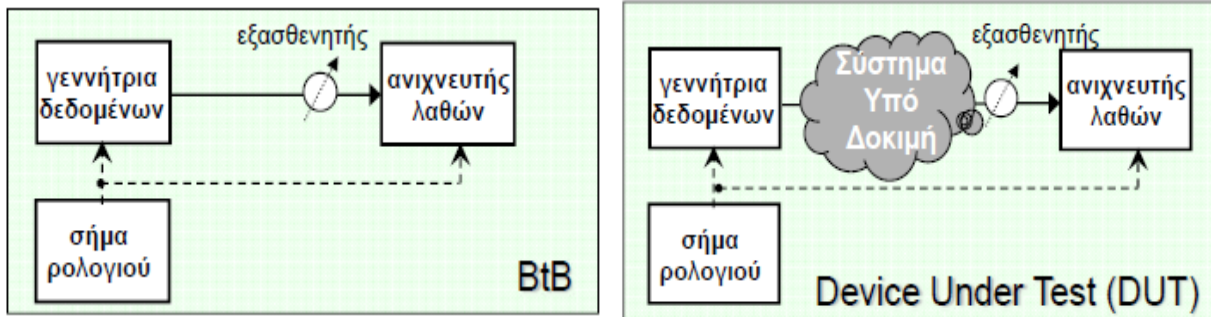 εξασθενητής
γεννήτρια
δεδομένων
ανιχνευτής
λαθών
σήμα
ρολογιού
BtB
εξασθενητής
γεννήτρια
δεδομένων
Σύστημα
Υπό
Δοκιμή
ανιχνευτής
λαθών
σήμα
ρολογιού
Device Under Test (DUT)